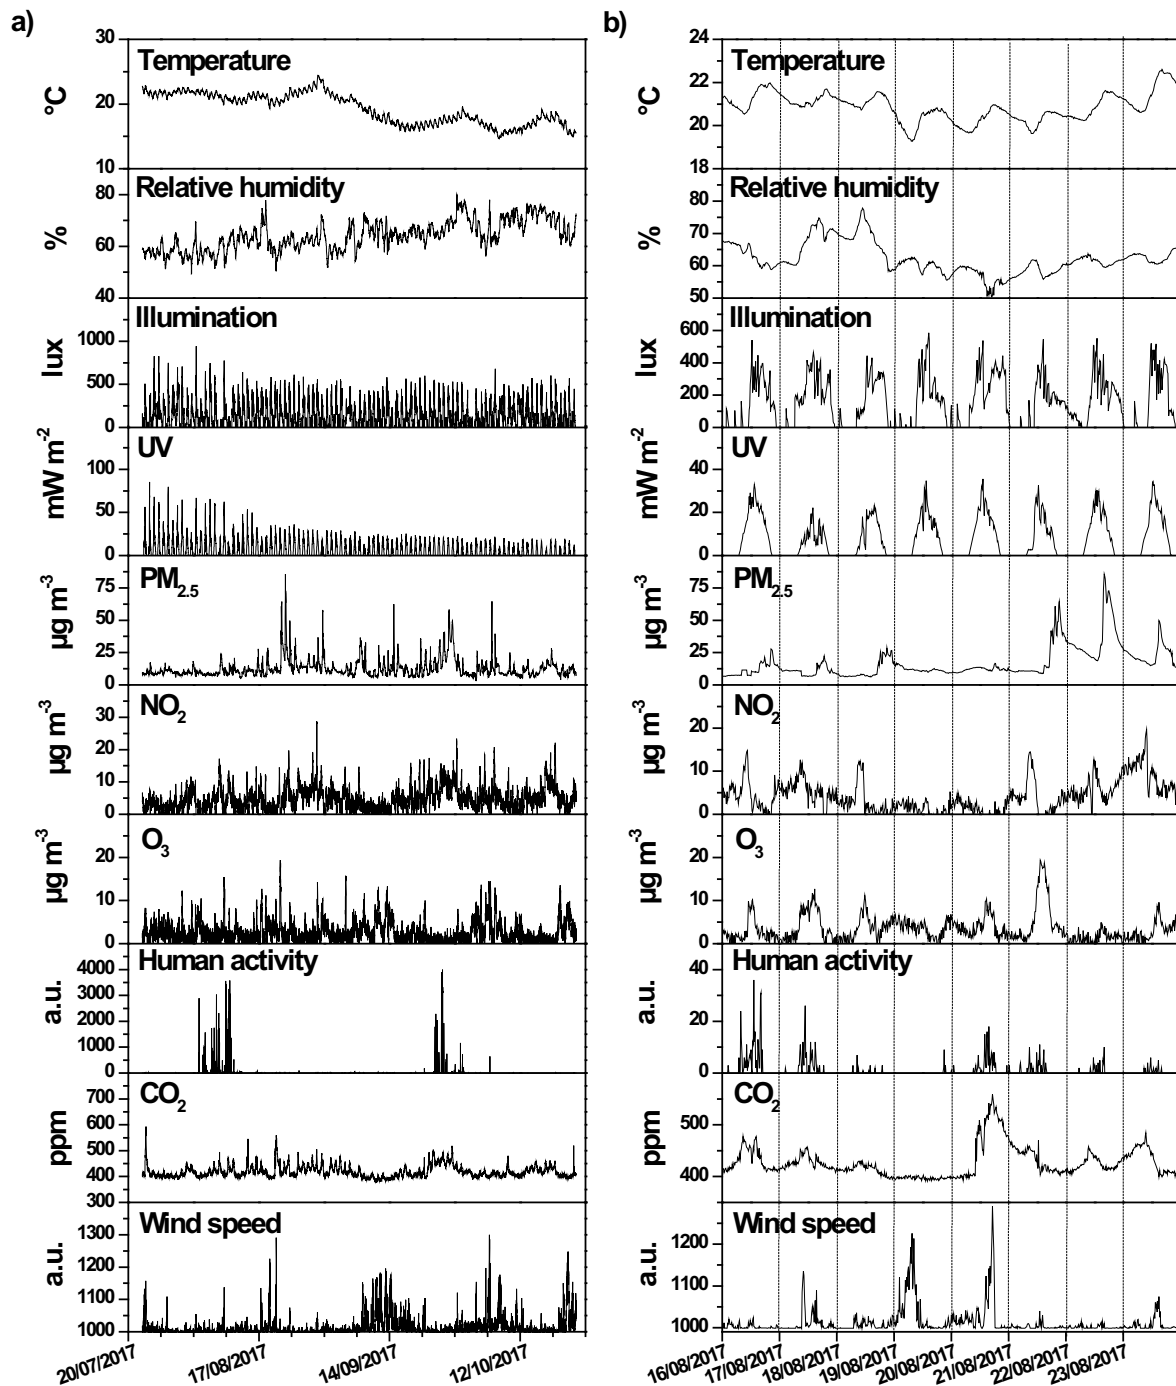 a)
30
20
10
°C
Temperature
80
60
40
%
Relative humidity
1000
500
0
lux
Illumination
100
50
0
mW m-2
UV
75
50
25
0
µg m-3
PM2.5
30
20
10
0
µg m-3
NO2
20
10
0
µg m-3
O3
4000
3000
2000
1000
0
a.u.
Human activity
700
600
500
400
300
ppm
CO2
1300
1200
1100
1000
a.u.
Wind speed
20/07/2017
17/08/2017
14/09/2017
12/10/2017
b)
24
22
20
18
°C
Temperature
80
70
60
50
%
Relative humidity
600
400
200
0
lux
Illumination
40
20
0
mW m-2
UV
75
50
25
0
µg m-3
PM2.5
20
10
0
µg m-3
NO2
20
10
0
µg m-3
O3
40
20
0
a.u.
Human activity
500
400
ppm
CO2
1200
1100
1000
a.u.
Wind speed
16/08/2017
17/08/2017
18/08/2017
19/08/2017
20/08/2017
21/08/2017
22/08/2017
23/08/2017